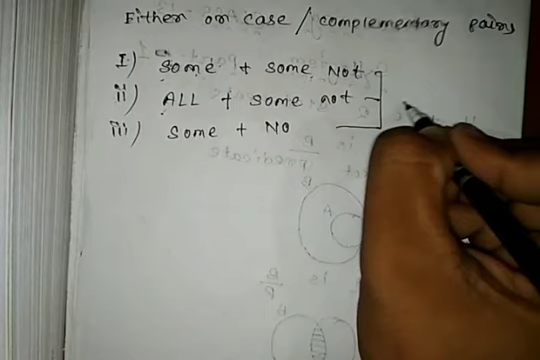 Either or case / complementary pairs
I) Some + some Not
ii) ALL + some not
iii) some + No